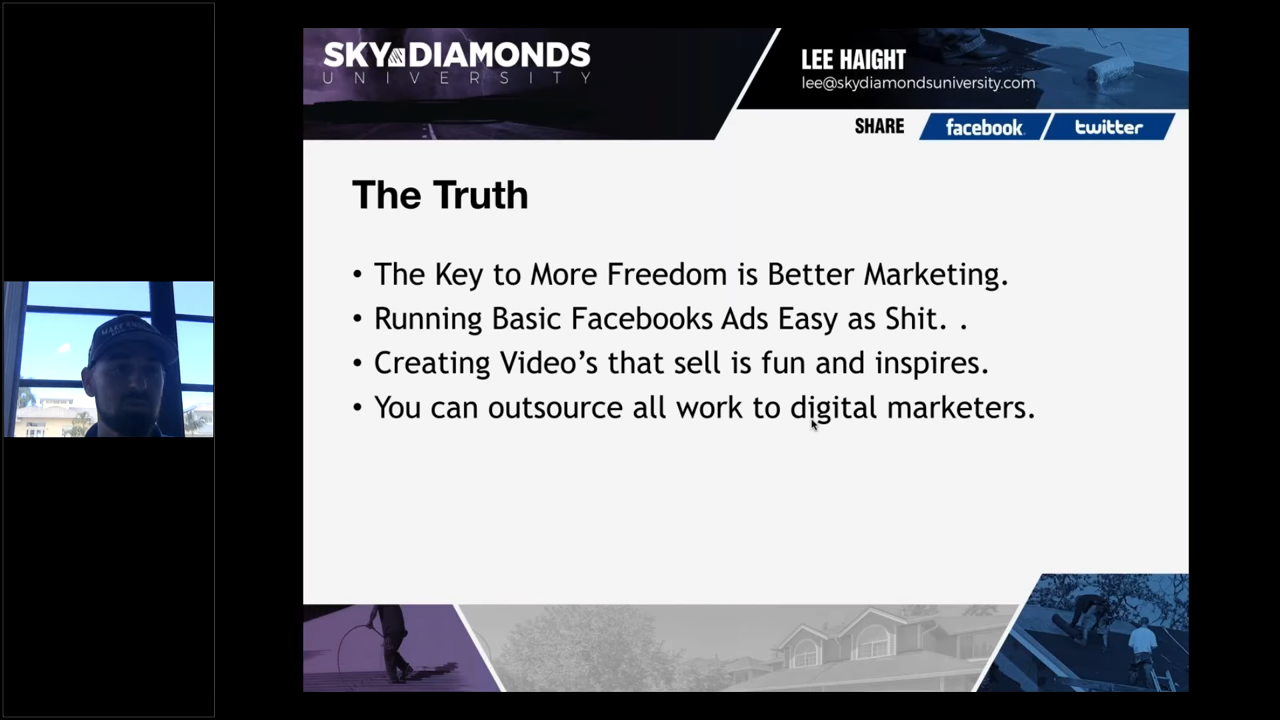 SKY DIAMONDS
UNIVERSITY
LEE HAIGHT
lee@skydiamondsuniversity.com
SHARE facebook twitter
The Truth
• The Key to More Freedom is Better Marketing.
• Running Basic Facebooks Ads Easy as Shit. .
• Creating Video’s that sell is fun and inspires.
• You can outsource all work to digital marketers.